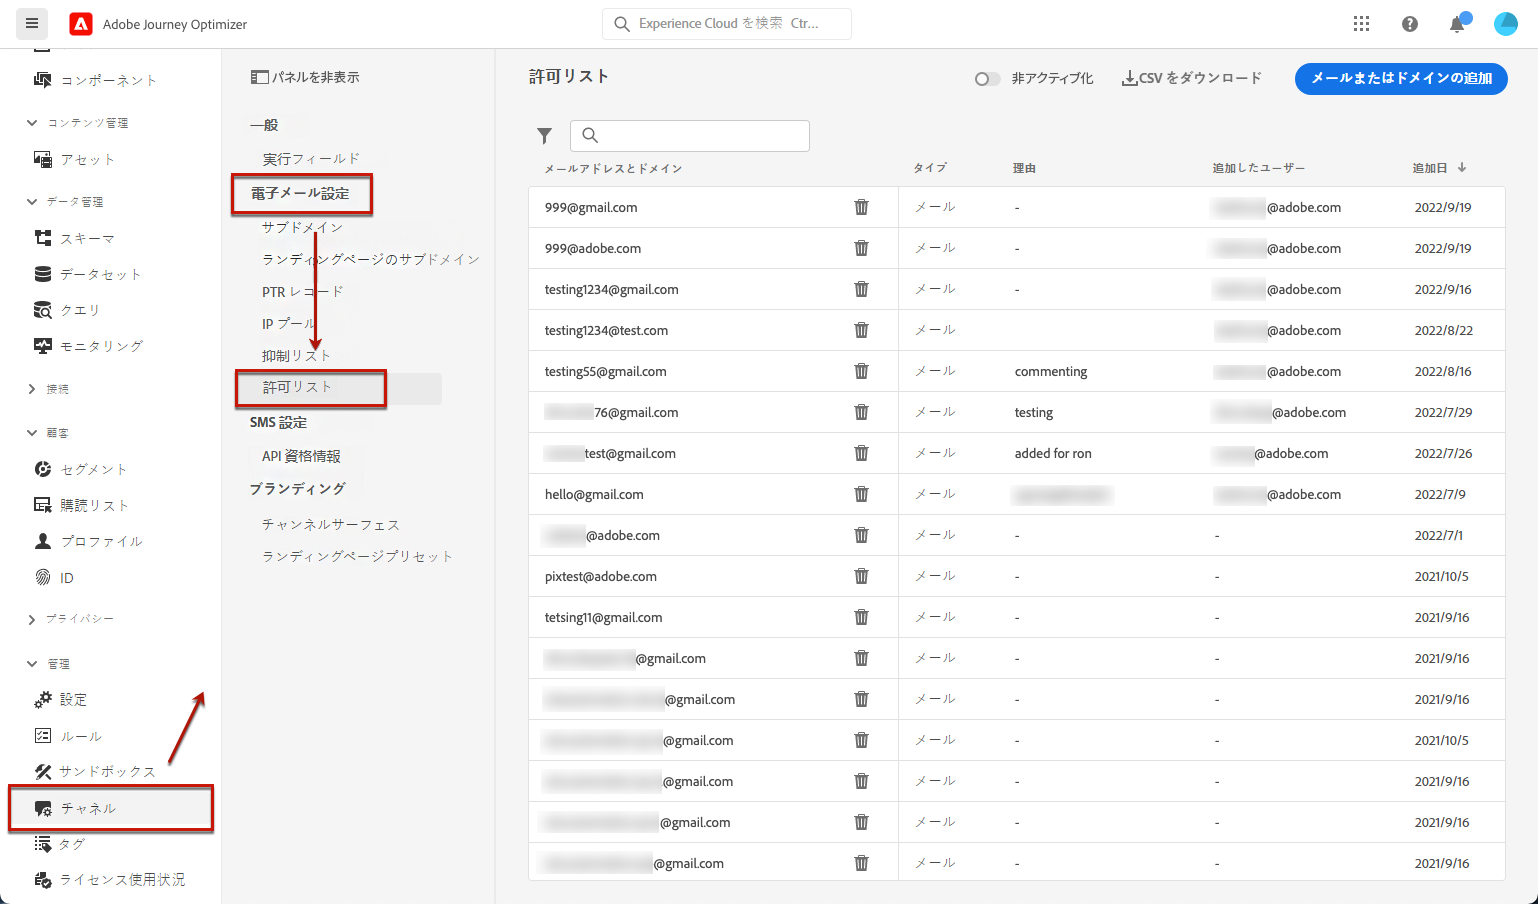 Adobe Journey Optimizer
Experience Cloud を検索 Ctr...
コンポーネント
コンテンツ管理
アセット
データ管理
スキーマ
データセット
クエリ
モニタリング
接続
顧客
セグメント
購読リスト
プロファイル
ID
プライバシー
管理
設定
ルール
サンドボックス
チャネル
タグ
ライセンス使用状況
パネルを非表示
一般
実行フィールド
電子メール設定
サブドメイン
ランディングページのサブドメイン
PTR レコード
IP プール
抑制リスト
許可リスト
SMS 設定
API 資格情報
ブランディング
チャンネルサーフェス
ランディングページプリセット
許可リスト
非アクティブ化
CSV をダウンロード
メールまたはドメインの追加
メールアドレスとドメイン タイプ 理由 追加したユーザー 追加日
999@gmail.com メール - @adobe.com 2022/9/19
999@adobe.com メール - @adobe.com 2022/9/19
testing1234@gmail.com メール - @adobe.com 2022/9/16
testing1234@test.com メール @adobe.com 2022/8/22
testing55@gmail.com メール commenting @adobe.com 2022/8/16
76@gmail.com メール testing @adobe.com 2022/7/29
test@gmail.com メール added for ron @adobe.com 2022/7/26
hello@gmail.com メール @adobe.com 2022/7/9
@adobe.com メール - - 2022/7/1
pixtest@adobe.com メール - - 2021/10/5
tetsing11@gmail.com メール - - 2021/9/16
@gmail.com メール - - 2021/9/16
@gmail.com メール - - 2021/9/16
@gmail.com メール - - 2021/10/5
@gmail.com メール - - 2021/9/16
@gmail.com メール - - 2021/9/16
@gmail.com メール - - 2021/9/16